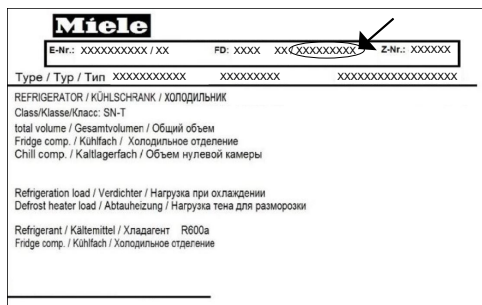 Miele
E-Nr.: XXXXXXXXXX / XX FD: XXXX XX XXXXXXXXX Z-Nr.: XXXXXX
Type / Typ / Тип XXXXXXXXXXX XXXXXXXXX XXXXXXXXXXXXXXXXXX
REFRIGERATOR / KÜHLSCHRANK / ХОЛОДИЛЬНИК
Class/Klasse/Класс: SN-T
total volume / Gesamtvolumen / Общий объем
Fridge comp. / Kühlfach / Холодильное отделение
Chill comp. / Kaltlagerfach / Объем нулевой камеры
Refrigeration load / Verdichter / Нагрузка при охлаждении
Defrost heater load / Abtauheizung / Нагрузка тена для разморозки
Refrigerant / Kältemittel / Хладагент R600a
Fridge comp. / Kühlfach / Холодильное отделение